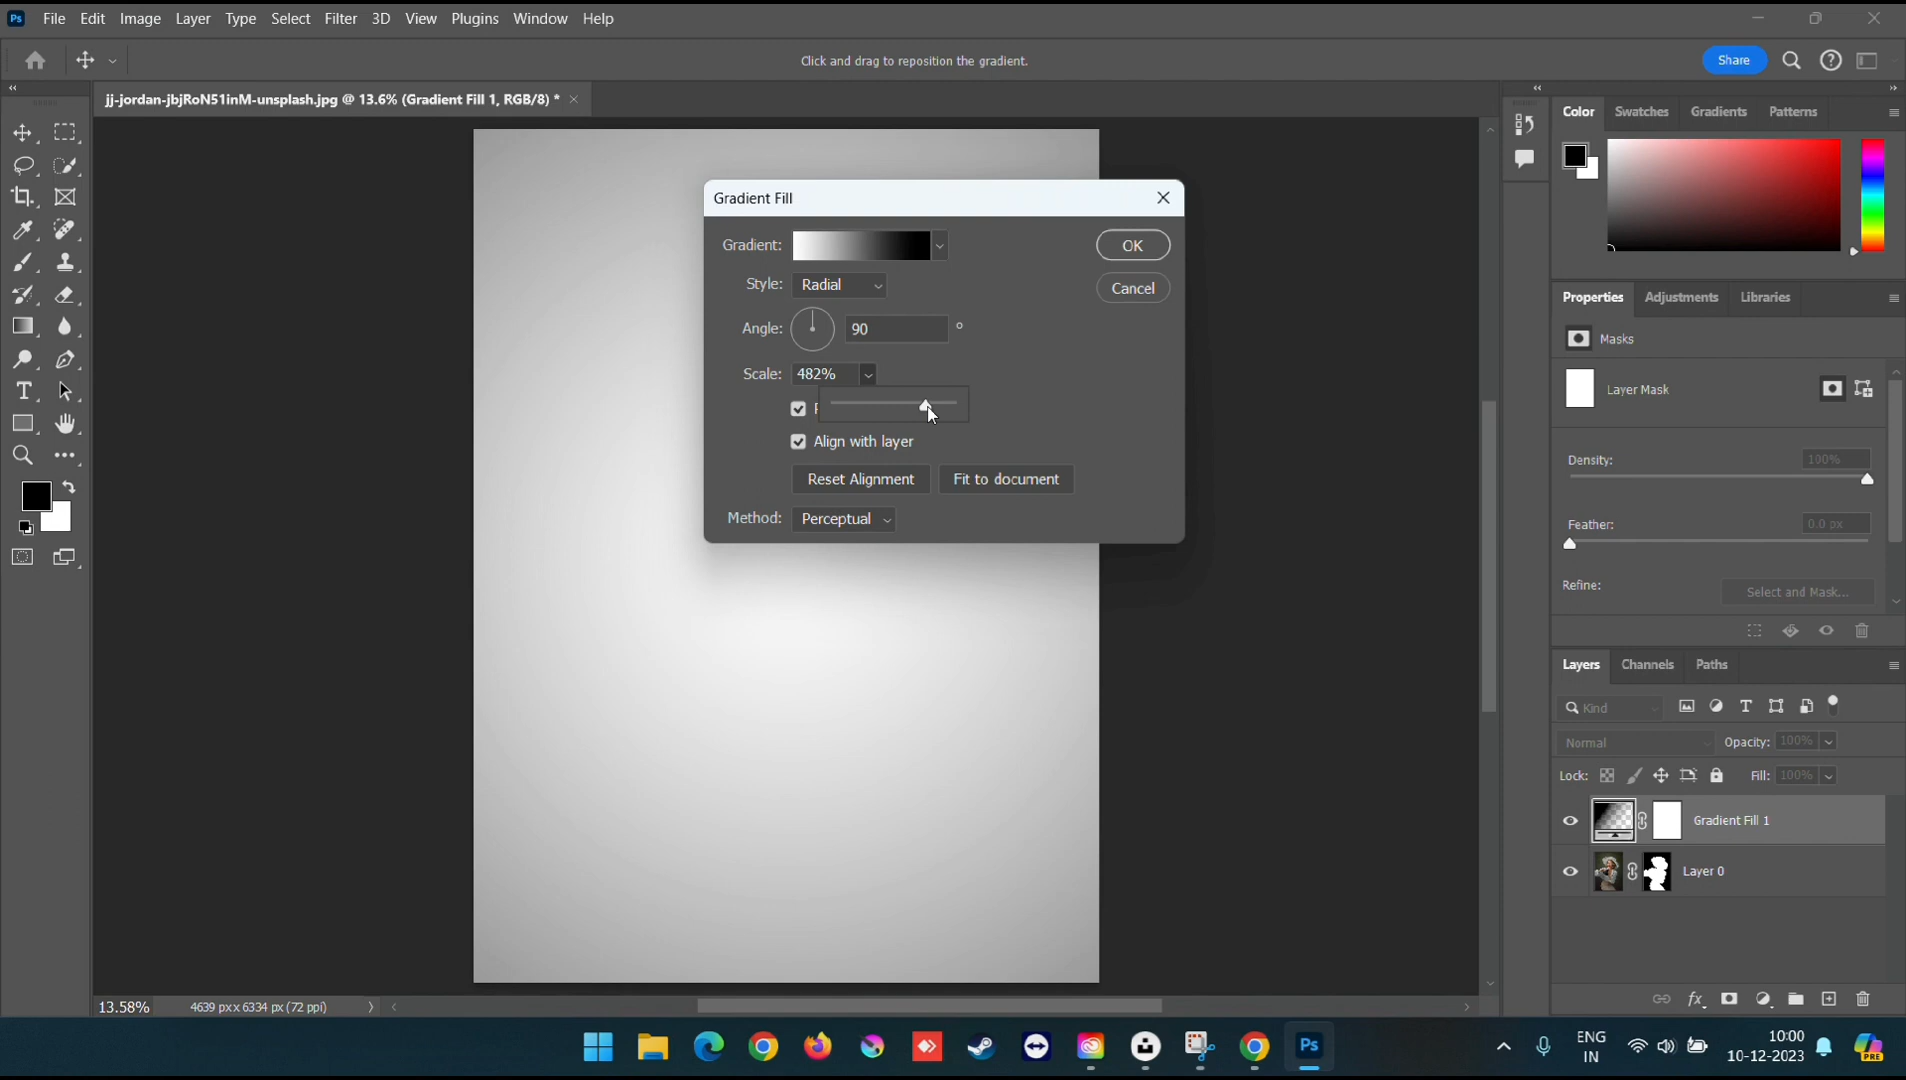 Ps File Edit Image Layer Type Select Filter 3D View Plugins Window Help
Click and drag to reposition the gradient.
Share
jj-jordan-jbjRoN51inM-unsplash.jpg @ 13.6% (Gradient Fill 1, RGB/8) *
Color Swatches Gradients Patterns
Gradient Fill
Gradient:
OK
Style: Radial
Cancel
Angle: 90 °
Scale: 482%
Align with layer
Reset Alignment Fit to document
Method: Perceptual
Properties Adjustments Libraries
Masks
Layer Mask
Density: 100%
Feather: 0.0 px
Refine: Select and Mask...
Layers Channels Paths
Kind
Normal Opacity: 100%
Lock: Fill: 100%
Gradient Fill 1
Layer 0
fx
13.58% 4639 px x 6334 px (72 ppi)
Ps
ENG
IN
10:00
10-12-2023
PRE